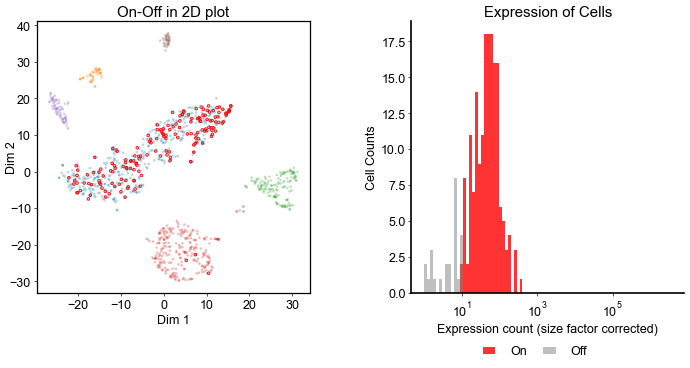 On-Off in 2D plot
Dim 2
40
30
20
10
0
−10
−20
−30
−20 −10 0 10 20 30
Dim 1
Expression of Cells
Cell Counts
17.5
15.0
12.5
10.0
7.5
5.0
2.5
0.0
10^1 10^3 10^5
Expression count (size factor corrected)
On Off